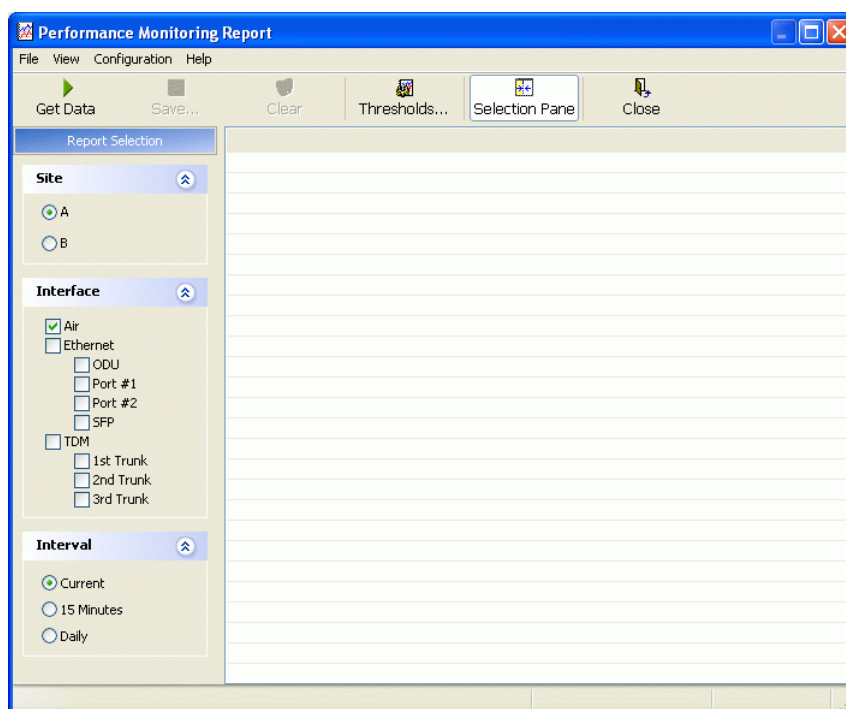 Performance Monitoring Report
File View Configuration Help
Get Data Save... Clear Thresholds... Selection Pane Close
Report Selection
Site
A
B
Interface
Air
Ethernet
ODU
Port #1
Port #2
SFP
TDM
1st Trunk
2nd Trunk
3rd Trunk
Interval
Current
15 Minutes
Daily